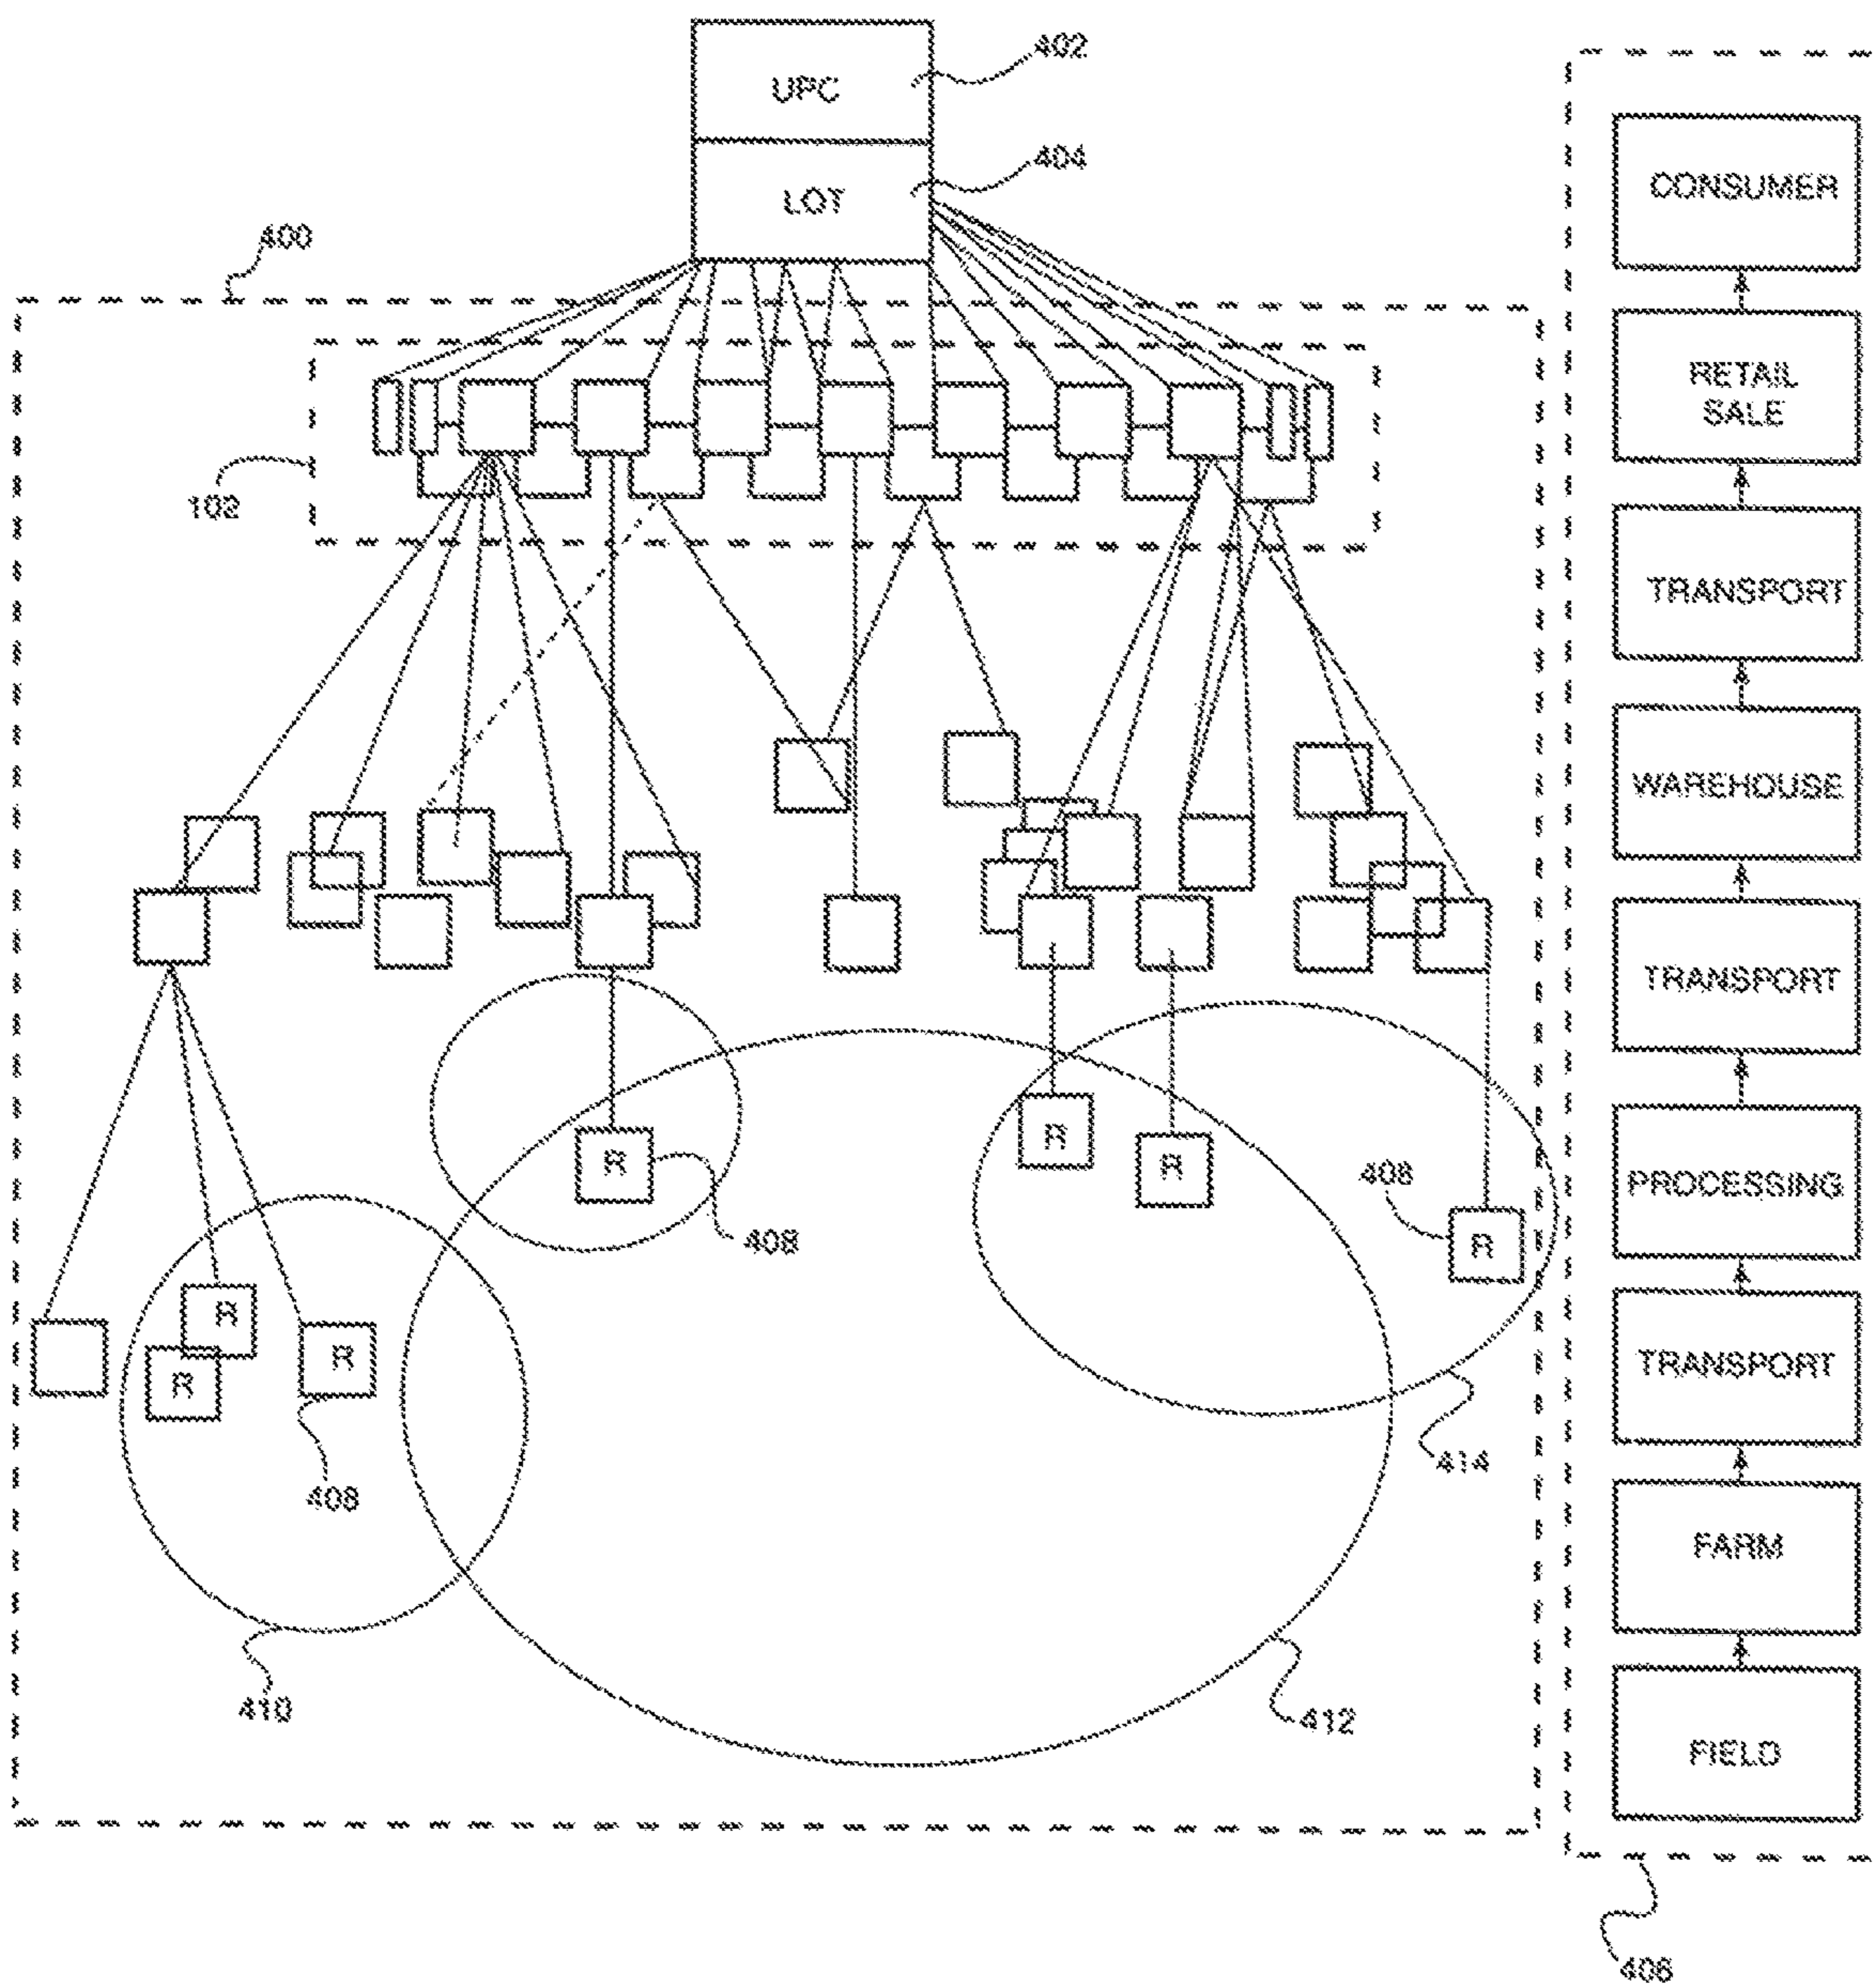 402
UPC
404
LOT
400
102
R
408
R
R
408
R
R
R
R
408
414
410
412
CONSUMER
RETAIL
SALE
TRANSPORT
WAREHOUSE
TRANSPORT
PROCESSING
TRANSPORT
FARM
FIELD
406